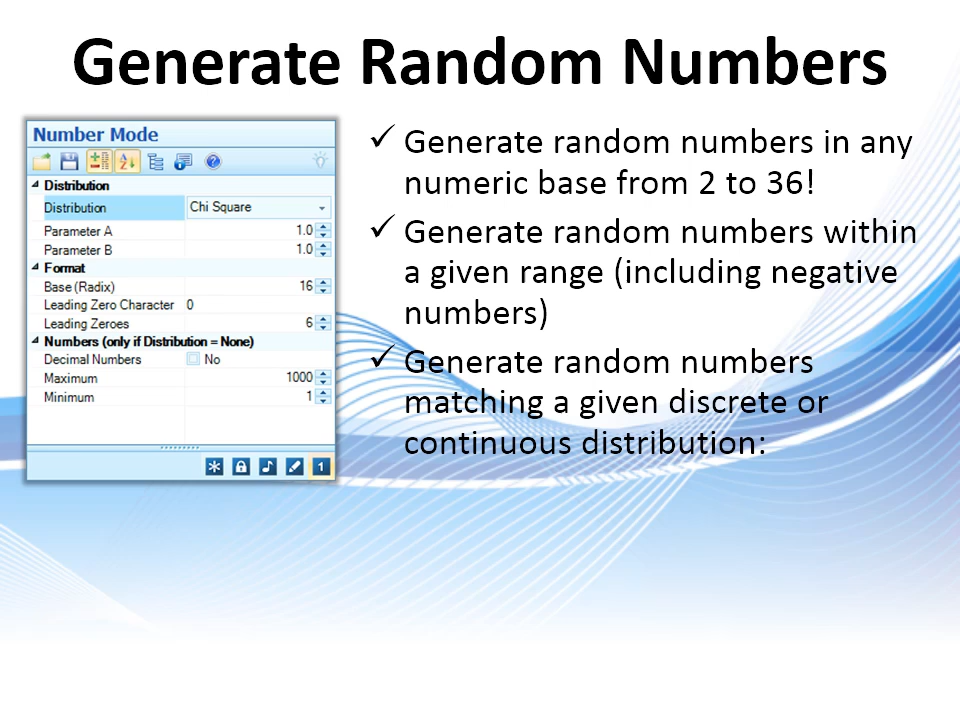 Generate Random Numbers
Number Mode
Distribution
Distribution Chi Square
Parameter A 1.0
Parameter B 1.0
Format
Base (Radix) 16
Leading Zero Character 0
Leading Zeroes 6
Numbers (only if Distribution = None)
Decimal Numbers No
Maximum 1000
Minimum 1
1
✓ Generate random numbers in any
numeric base from 2 to 36!
✓ Generate random numbers within
a given range (including negative
numbers)
✓ Generate random numbers
matching a given discrete or
continuous distribution: